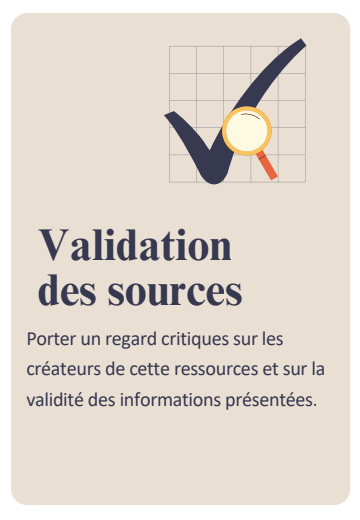 Validation
des sources
Porter un regard critiques sur les
créateurs de cette ressources et sur la
validité des informations présentées.